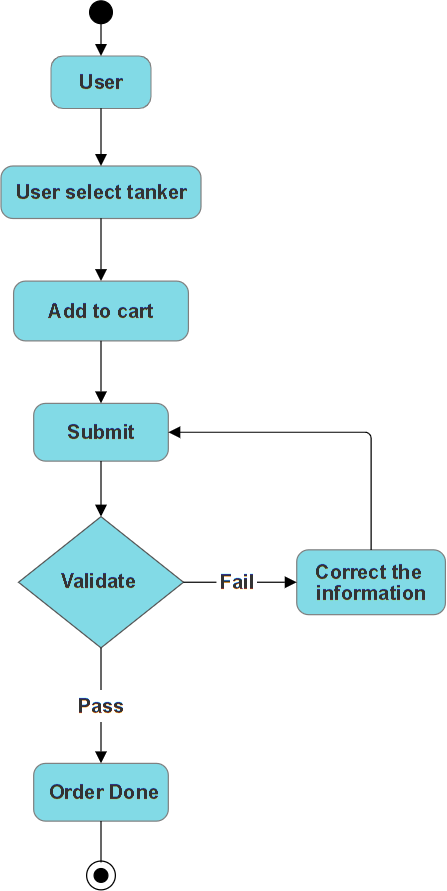 User
User select tanker
Add to cart
Submit
Validate
Fail
Correct the
information
Pass
Order Done